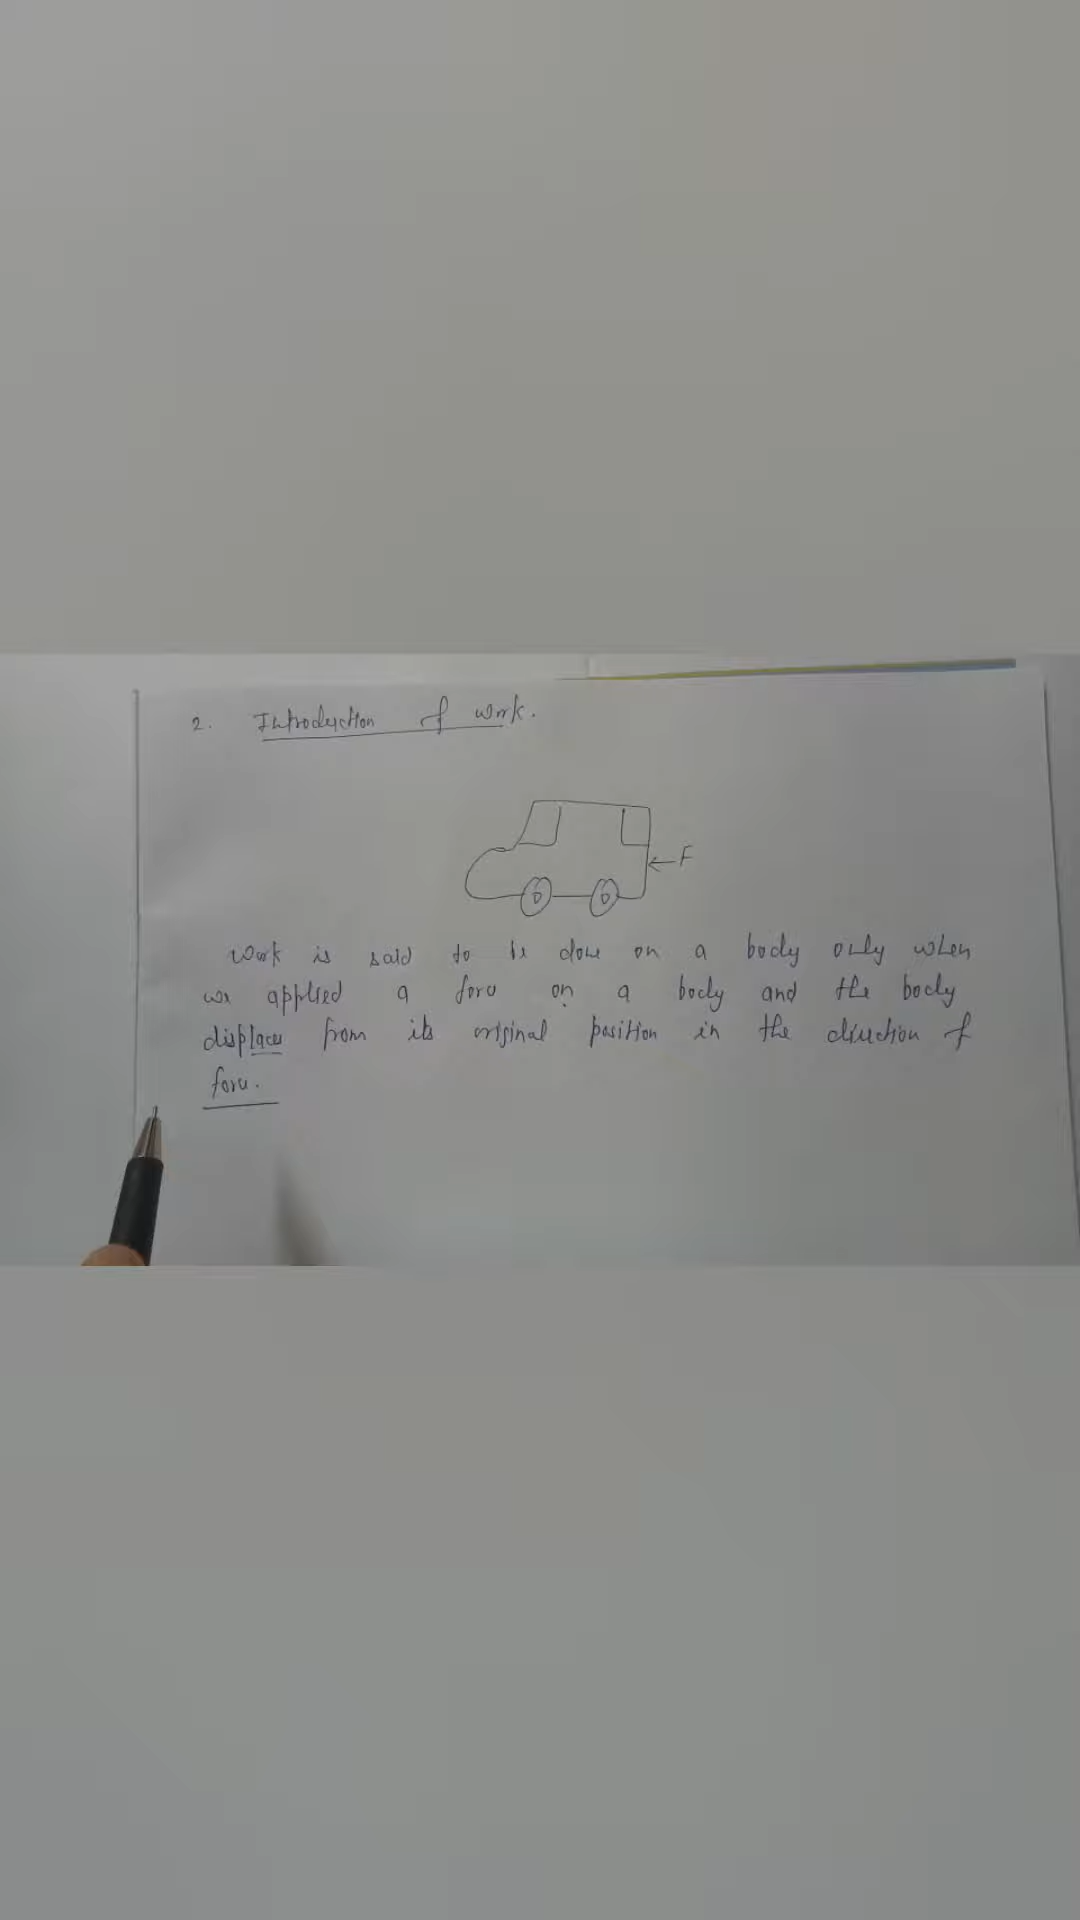 2. Introduction of work.
F
Work is said to be done on a body only when
we applied a force on a body and the body
displaces from its original position in the direction of
force.